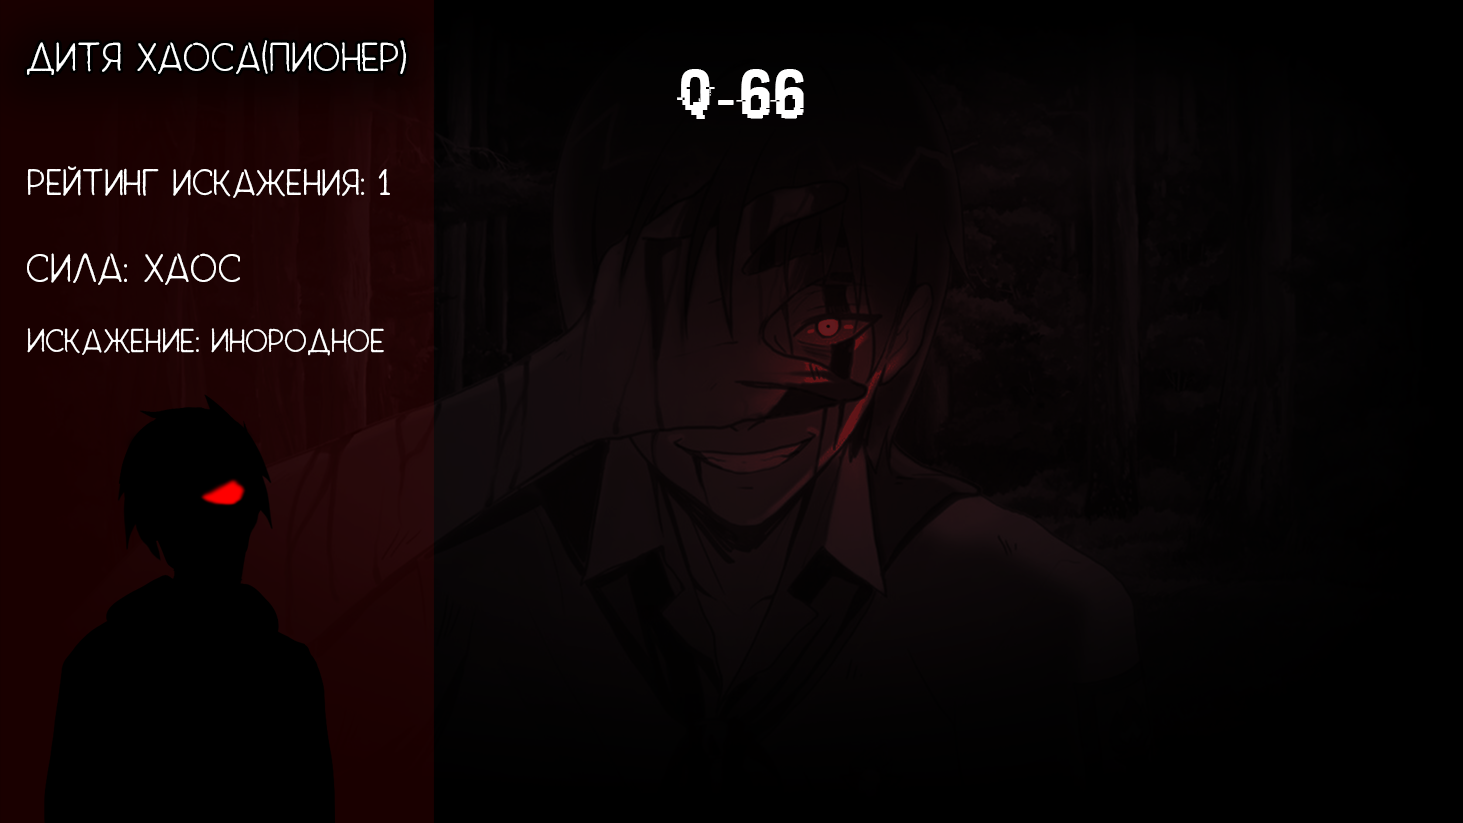 ДИТЯ ХАОСА(ПИОНЕР)
Q-66
РЕЙТИНГ ИСКАЖЕНИЯ: 1
СИЛА: ХАОС
ИСКАЖЕНИЕ: ИНОРОДНОЕ